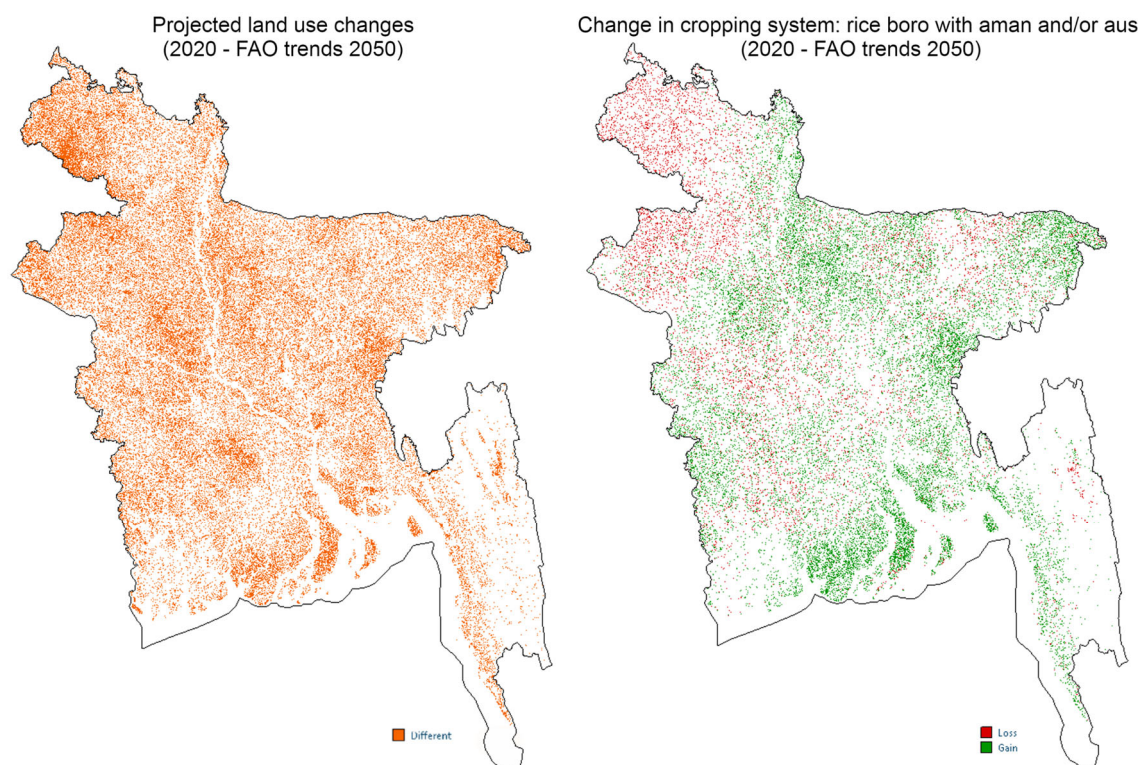 Projected land use changes
(2020 - FAO trends 2050)
Change in cropping system: rice boro with aman and/or aus
(2020 - FAO trends 2050)
Different
Loss
Gain